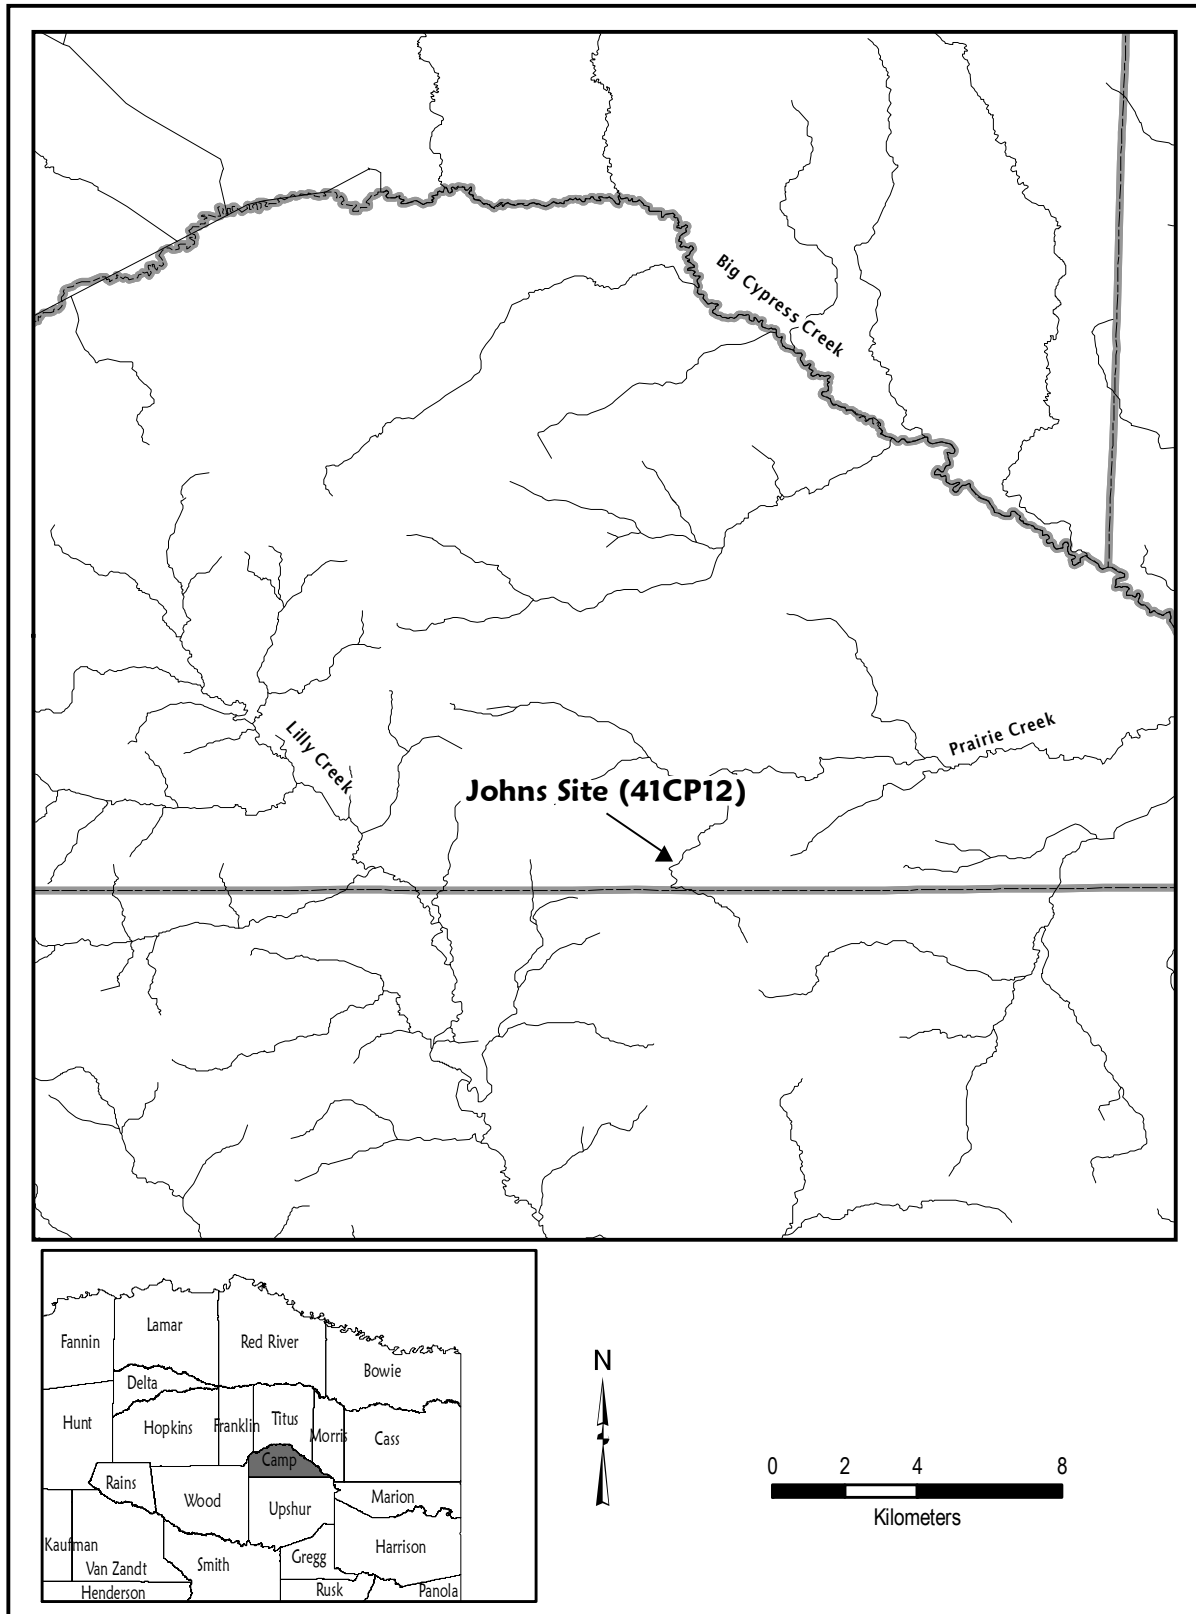 Big Cypress Creek
Prairie Creek
Lilly Creek
Johns Site (41CP12)
Fannin
Lamar
Red River
Bowie
Delta
Hunt
Hopkins
Franklin
Titus
Morris
Cass
Camp
Rains
Wood
Upshur
Marion
Kaufman
Van Zandt
Smith
Gregg
Harrison
Henderson
Rusk
Panola
N
0 2 4 8
Kilometers